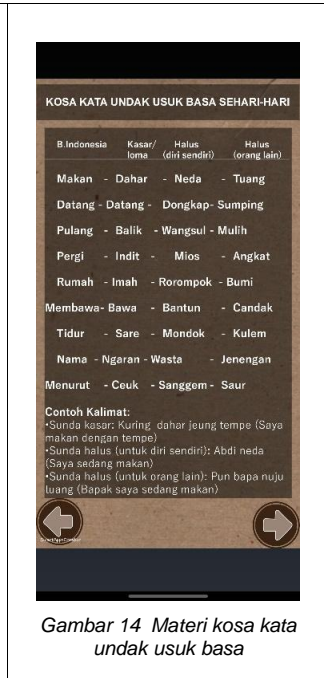 KOSA KATA UNDAK USUK BASA SEHARI-HARI
B.Indonesia Kasar/ Halus Halus
loma (diri sendiri) (orang lain)
Makan - Dahar - Neda - Tuang
Datang - Datang - Dongkap- Sumping
Pulang - Balik - Wangsul - Mulih
Pergi - Indit - Mios - Angkat
Rumah - Imah - Rorompok - Bumi
Membawa- Bawa - Bantun - Candak
Tidur - Sare - Mondok - Kulem
Nama - Ngaran - Wasta - Jenengan
Menurut - Ceuk - Sanggem - Saur
Contoh Kalimat:
•Sunda kasar: Kuring dahar jeung tempe (Saya
makan dengan tempe)
•Sunda halus (untuk diri sendiri): Abdi neda
(Saya sedang makan)
•Sunda halus (untuk orang lain): Pun bapa nuju
tuang (Bapak saya sedang makan)
Gambar 14 Materi kosa kata
undak usuk basa